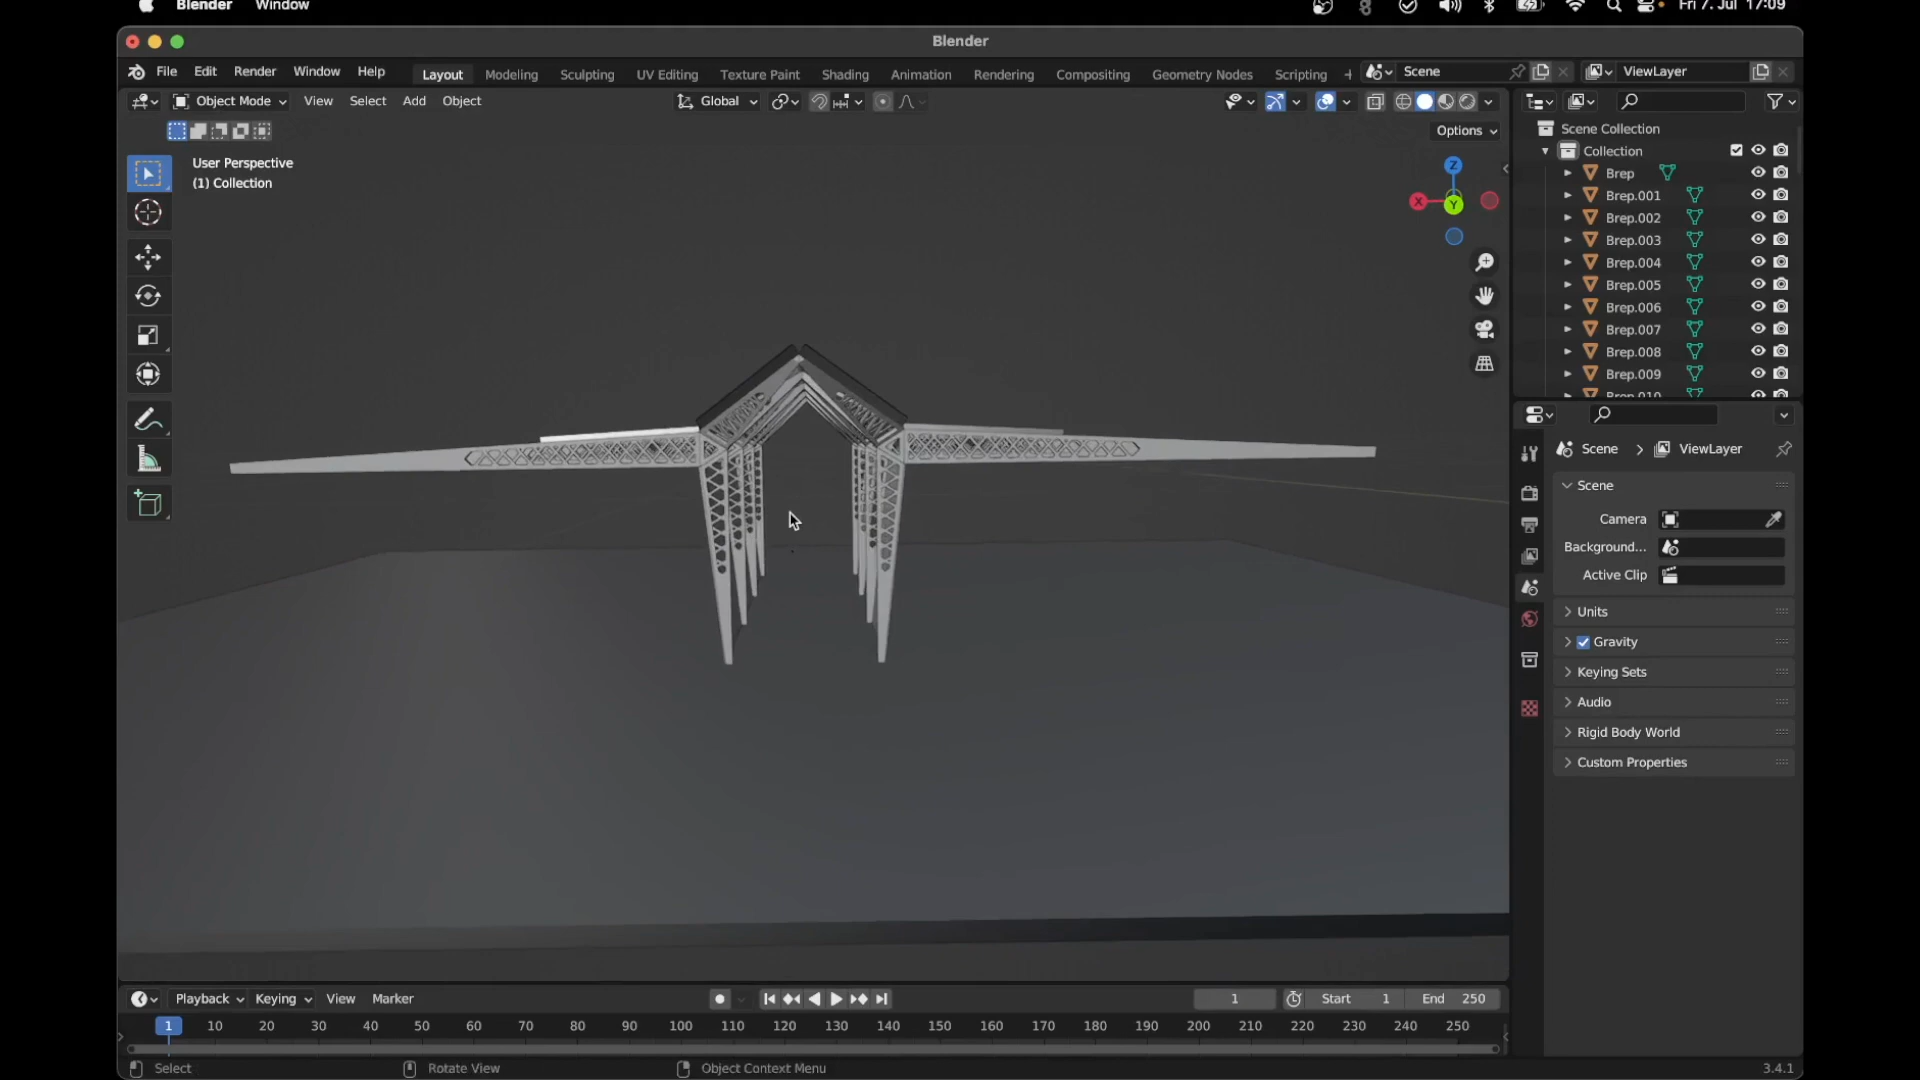 Blender Window Fri 7. Jul 17:09
Blender
File Edit Render Window Help Layout Modeling Sculpting UV Editing Texture Paint Shading Animation Rendering Compositing Geometry Nodes Scripting + Scene ViewLayer
Object Mode View Select Add Object Global
Options
User Perspective
(1) Collection
Z
X
Y
Scene Collection
Collection
Brep
Brep.001
Brep.002
Brep.003
Brep.004
Brep.005
Brep.006
Brep.007
Brep.008
Brep.009
Brep.010
Scene > ViewLayer
Scene
Camera
Background...
Active Clip
Units
Gravity
Keying Sets
Audio
Rigid Body World
Custom Properties
Playback Keying View Marker 1 Start 1 End 250
1 10 20 30 40 50 60 70 80 90 100 110 120 130 140 150 160 170 180 190 200 210 220 230 240 250
Select Rotate View Object Context Menu 3.4.1